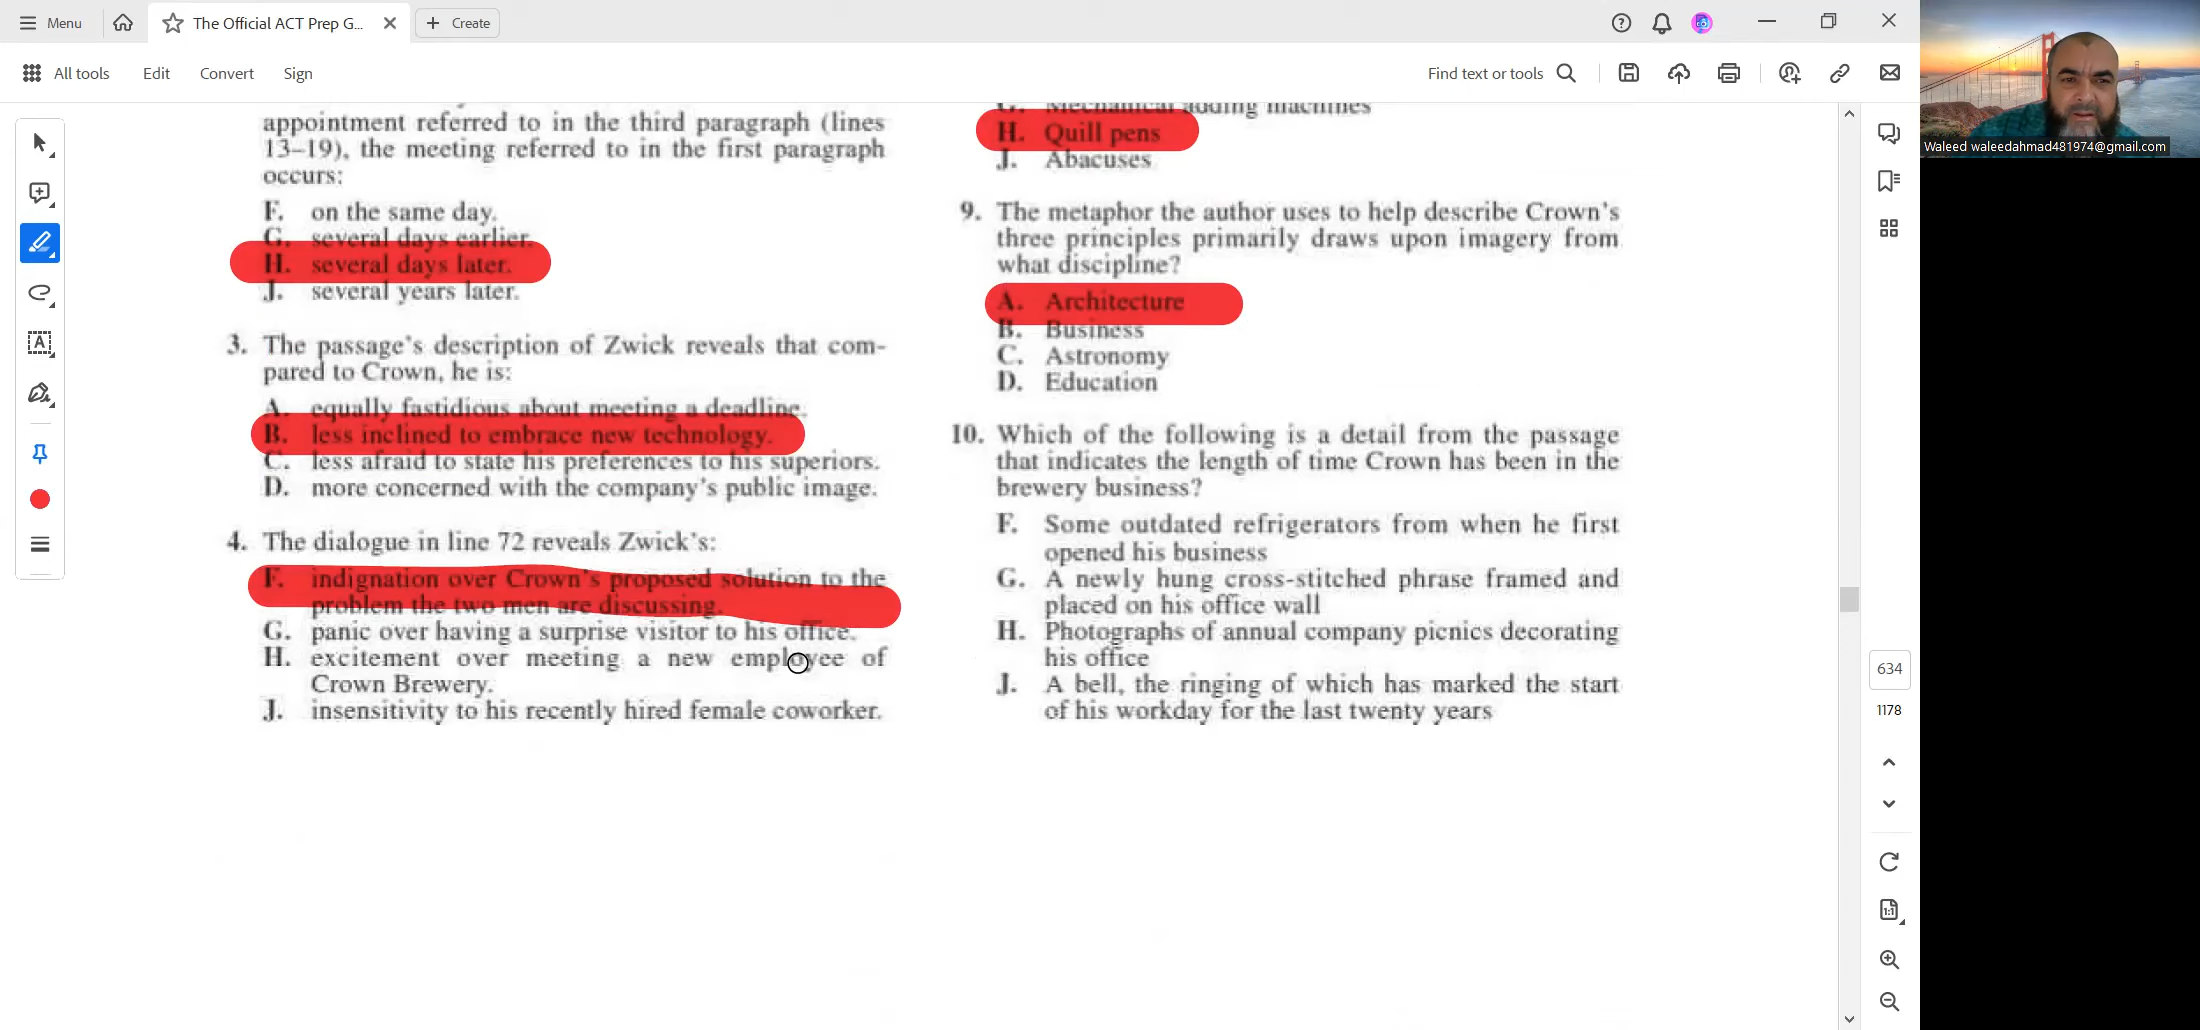 Menu
The Official ACT Prep G...
Create
All tools
Edit
Convert
Sign
Find text or tools
appointment referred to in the third paragraph (lines
13–19), the meeting referred to in the first paragraph
occurs:
F. on the same day.
G. several days earlier.
H. several days later.
J. several years later.
3. The passage's description of Zwick reveals that com-
pared to Crown, he is:
A. equally fastidious about meeting a deadline.
B. less inclined to embrace new technology.
C. less afraid to state his preferences to his superiors.
D. more concerned with the company's public image.
4. The dialogue in line 72 reveals Zwick's:
F. indignation over Crown's proposed solution to the
problem the two men are discussing.
G. panic over having a surprise visitor to his office.
H. excitement over meeting a new employee of
Crown Brewery.
J. insensitivity to his recently hired female coworker.
G. Mechanical adding machines
H. Quill pens
J. Abacuses
9. The metaphor the author uses to help describe Crown's
three principles primarily draws upon imagery from
what discipline?
A. Architecture
B. Business
C. Astronomy
D. Education
10. Which of the following is a detail from the passage
that indicates the length of time Crown has been in the
brewery business?
F. Some outdated refrigerators from when he first
opened his business
G. A newly hung cross-stitched phrase framed and
placed on his office wall
H. Photographs of annual company picnics decorating
his office
J. A bell, the ringing of which has marked the start
of his workday for the last twenty years
634
1178
Waleed waleedahmad481974@gmail.com